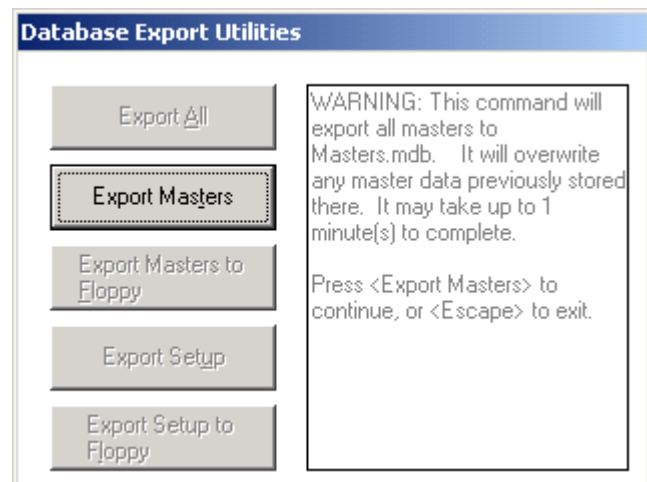 Database Export Utilities
Export All
Export Masters
Export Masters to
Floppy
Export Setup
Export Setup to
Floppy
WARNING: This command will
export all masters to
Masters.mdb. It will overwrite
any master data previously stored
there. It may take up to 1
minute(s) to complete.
Press <Export Masters> to
continue, or <Escape> to exit.